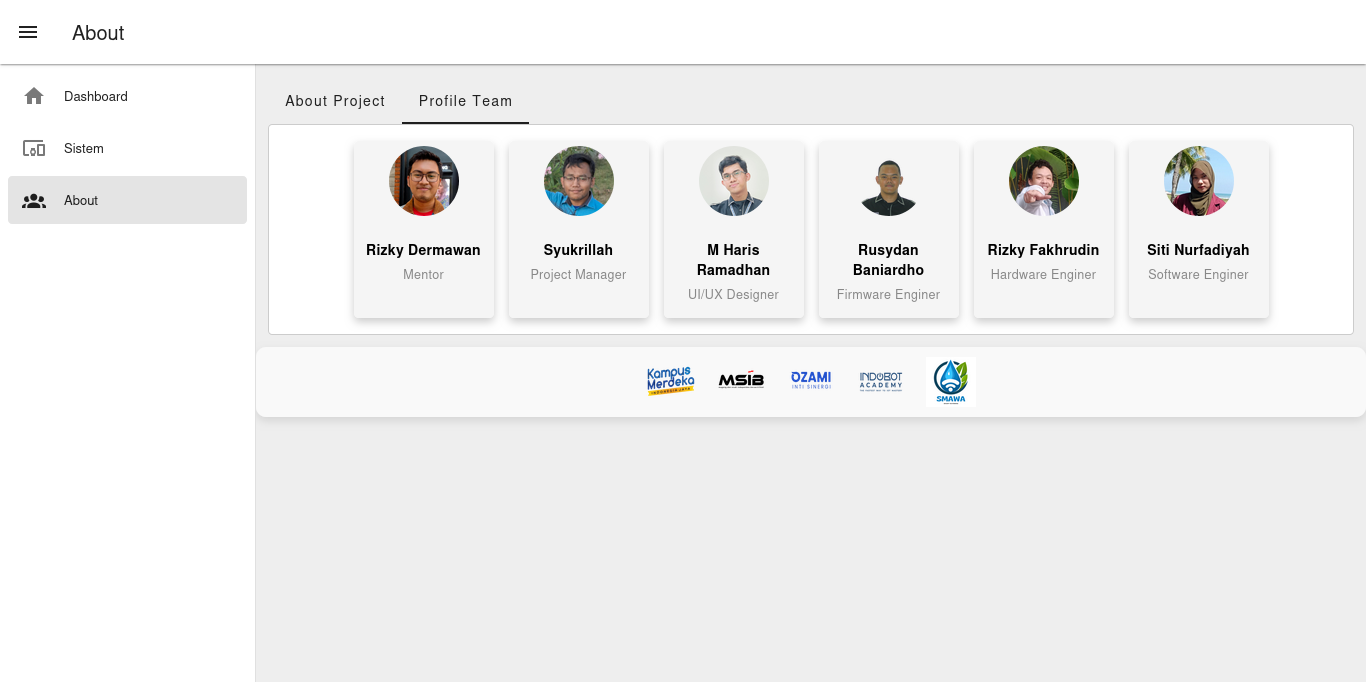 About
Dashboard
Sistem
About
About Project
Profile Team
Rizky Dermawan
Mentor
Syukrillah
Project Manager
M Haris
Ramadhan
UI/UX Designer
Rusydan
Baniardho
Firmware Enginer
Rizky Fakhrudin
Hardware Enginer
Siti Nurfadiyah
Software Enginer
Kampus
Merdeka
INDONESIA JAYA
MSIB
OZAMI
INTI SINERGI
INDOBOT
ACADEMY
SMAWA